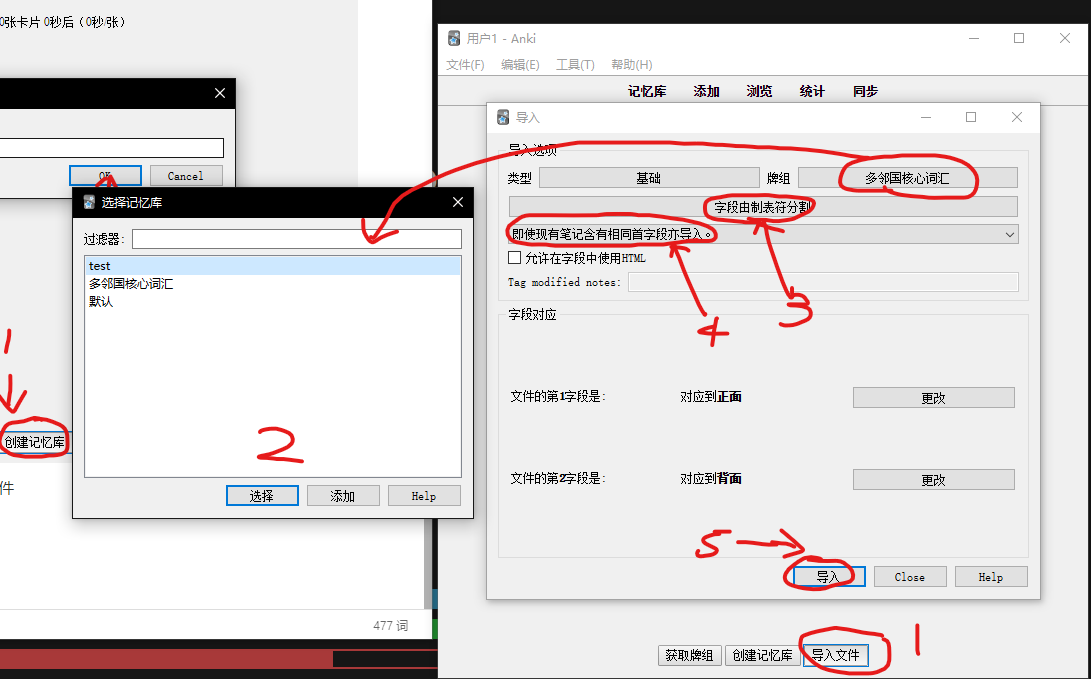 0张卡片 0秒后（0秒/张）
OK
Cancel
选择记忆库
过滤器:
test
多邻国核心词汇
默认
选择
添加
Help
1
创建记忆库
件
2
477 词
用户1 - Anki
文件(F) 编辑(E) 工具(T) 帮助(H)
记忆库 添加 浏览 统计 同步
导入
导入选项
类型 基础 牌组 多邻国核心词汇
字段由制表符分割
即使现有笔记含有相同首字段亦导入。
允许在字段中使用HTML
Tag modified notes:
3
4
字段对应
文件的第1字段是: 对应到正面 更改
文件的第2字段是: 对应到背面 更改
5
导入 Close Help
获取牌组 创建记忆库 导入文件
1